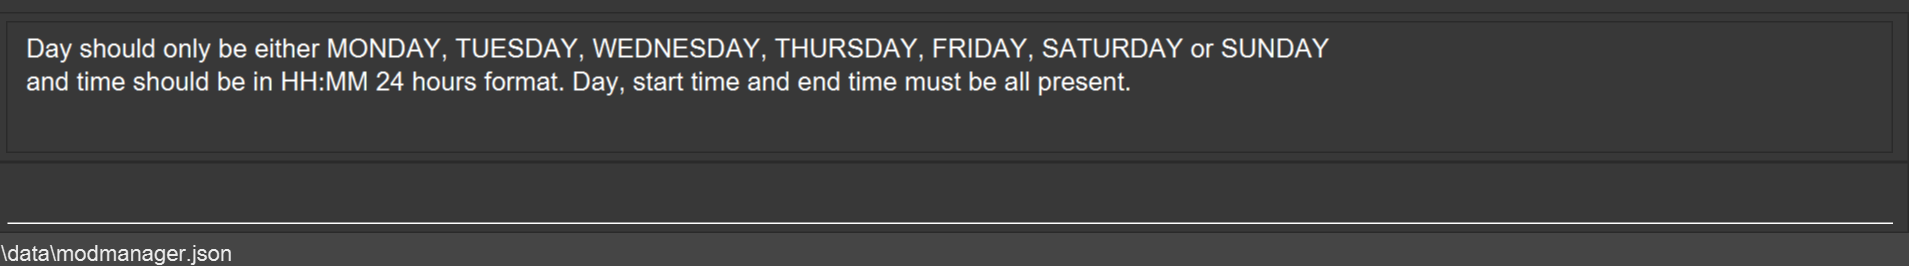 Day should only be either MONDAY, TUESDAY, WEDNESDAY, THURSDAY, FRIDAY, SATURDAY or SUNDAY
and time should be in HH:MM 24 hours format. Day, start time and end time must be all present.
\data\modmanager.json